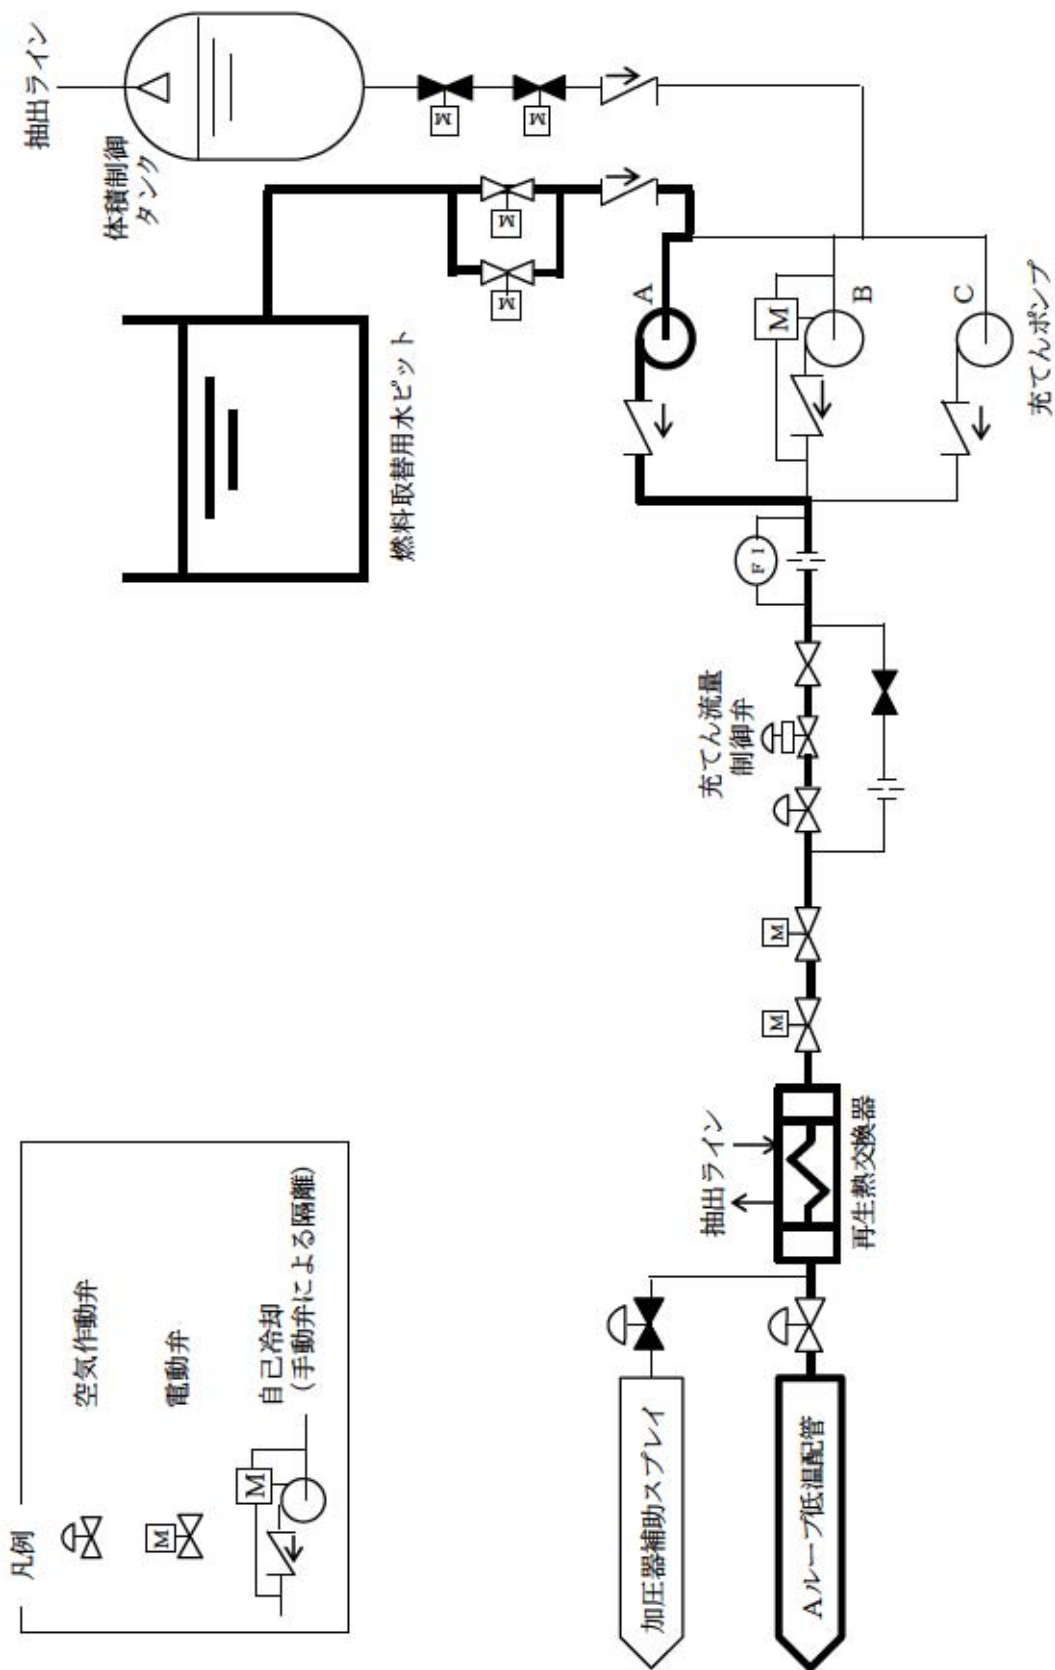 抽出ライン
体積制御
タンク
M
M
M
M
燃料取替用水ピット
A
M
B
C
充てんポンプ
FI
充てん流量
制御弁
M
M
抽出ライン
再生熱交換器
加圧器補助スプレイ
Aループ低温配管
凡例
空気作動弁
M
電動弁
M
自己冷却
(手動弁による隔離)